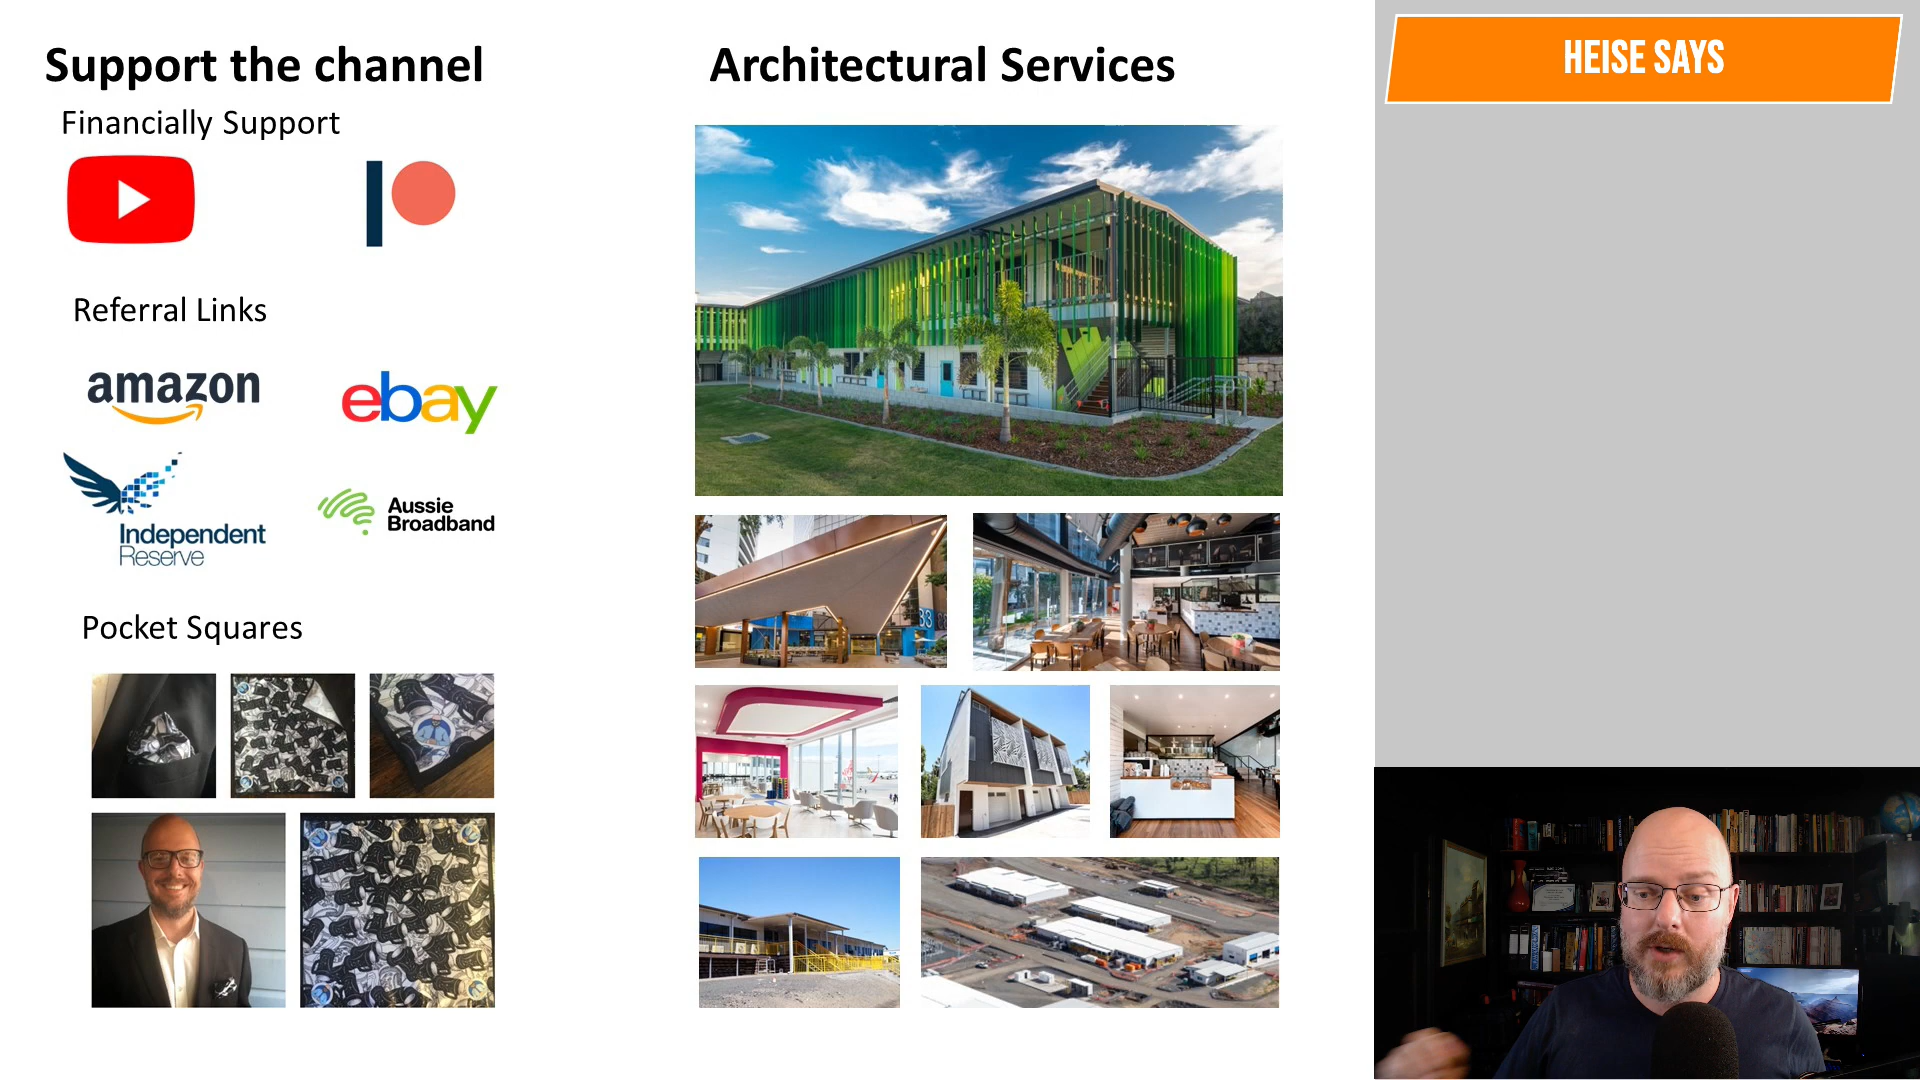 Support the channel
Financially Support
Referral Links
amazon
ebay
Independent
Reserve
Aussie
Broadband
Pocket Squares
Architectural Services
33
HEISE SAYS